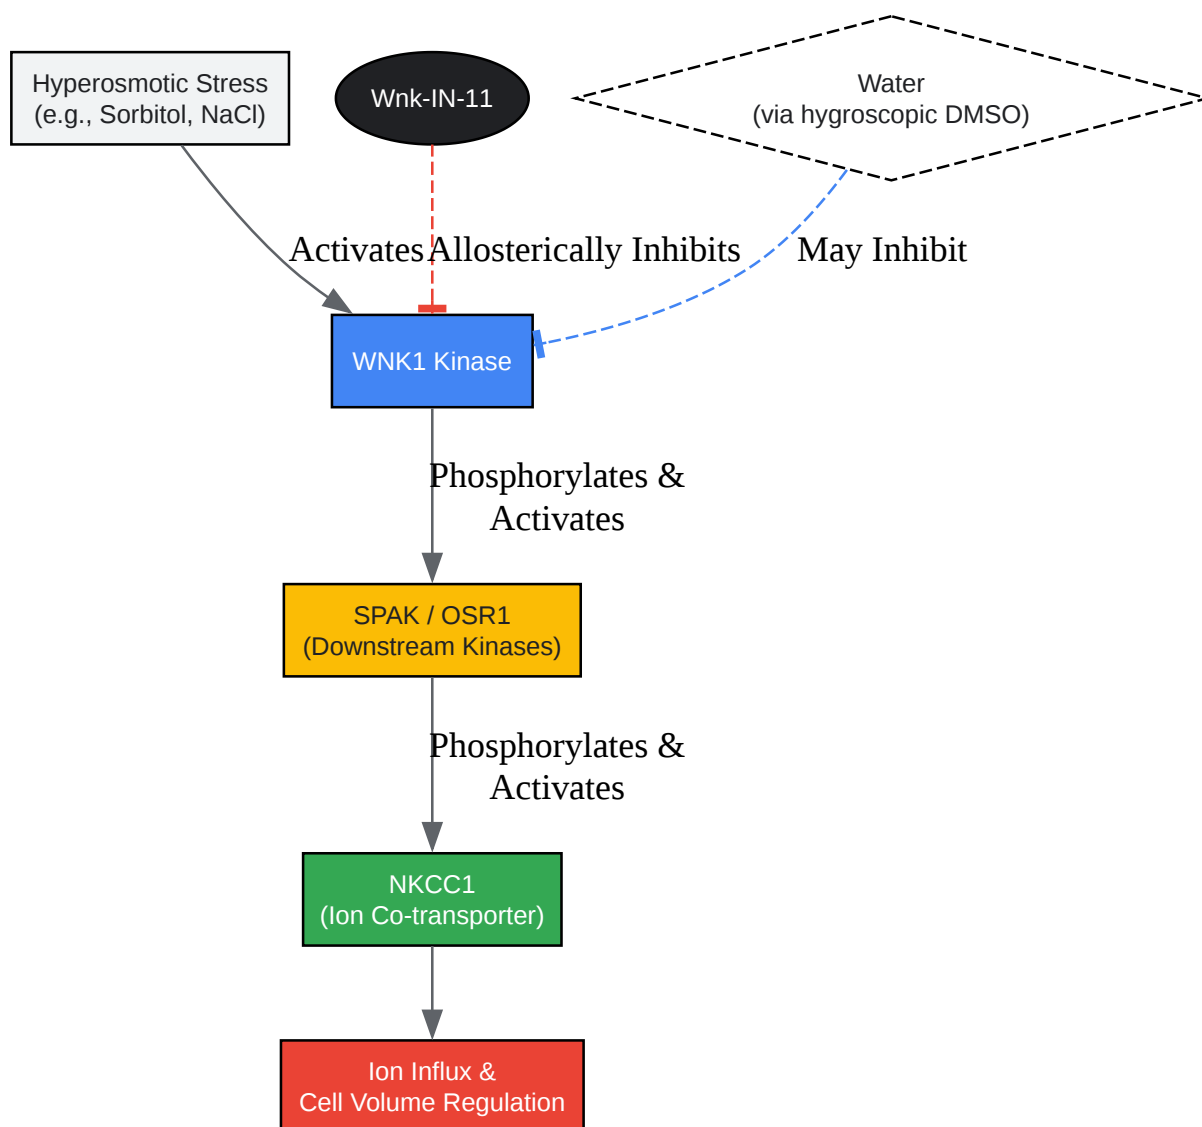 Hyperosmotic Stress
(e.g., Sorbitol, NaCl)
Wnk-IN-11
Water
(via hygroscopic DMSO)
Activates
Allosterically Inhibits
May Inhibit
WNK1 Kinase
Phosphorylates &
Activates
SPAK / OSR1
(Downstream Kinases)
Phosphorylates &
Activates
NKCC1
(Ion Co-transporter)
Ion Influx &
Cell Volume Regulation